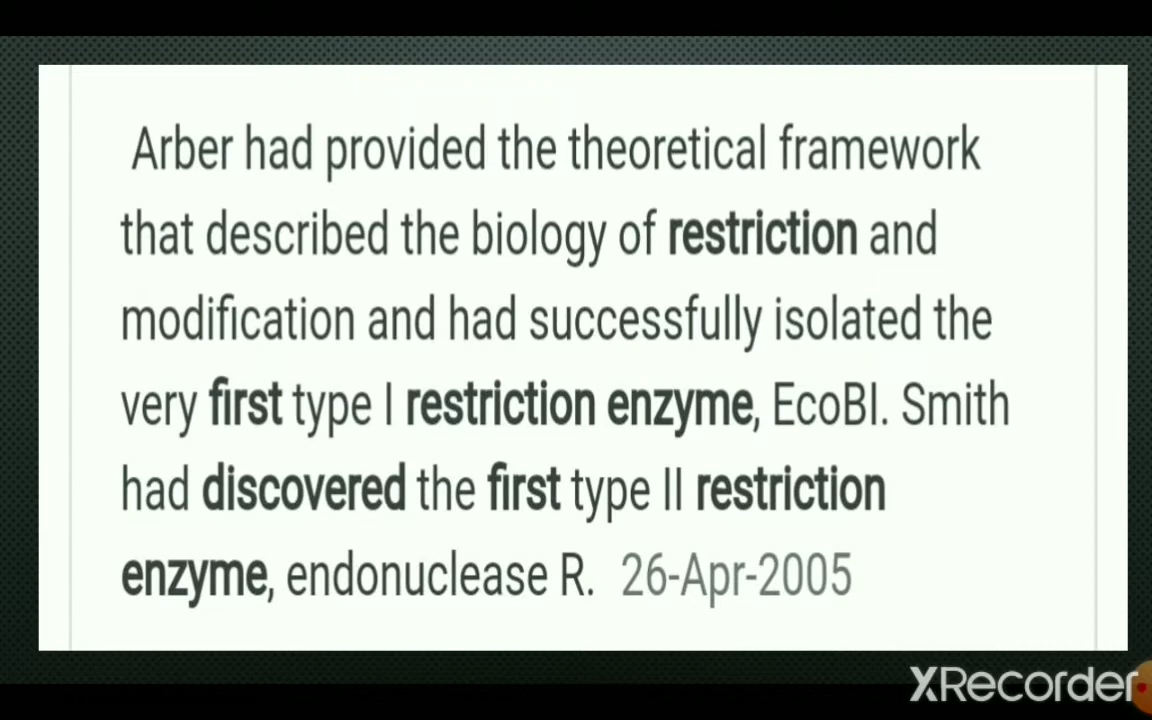 Arber had provided the theoretical framework
that described the biology of restriction and
modification and had successfully isolated the
very first type I restriction enzyme, EcoBI. Smith
had discovered the first type II restriction
enzyme, endonuclease R. 26-Apr-2005
XRecorder